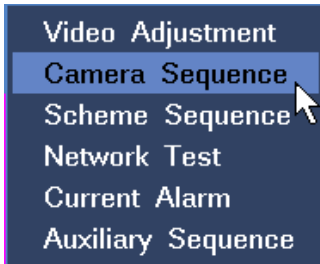 Video Adjustment
Camera Sequence
Scheme Sequence
Network Test
Current Alarm
Auxiliary Sequence